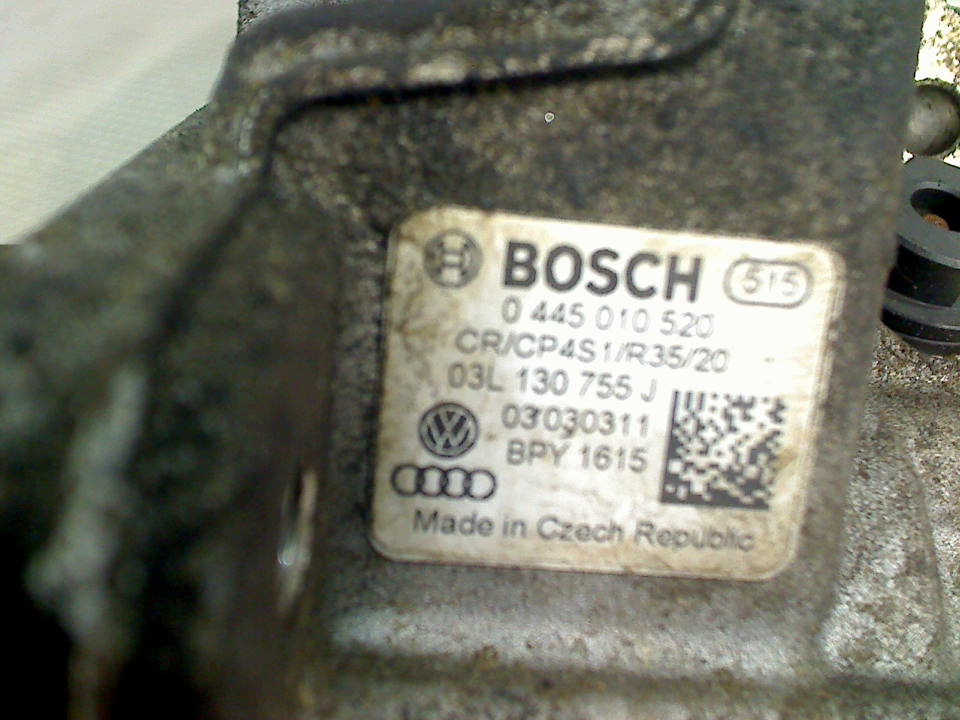 BOSCH 515
0 445 010 520
CR/CP4S1/R35/20
03L 130 755 J
03030311
BPY 1615
Made in Czech Republic